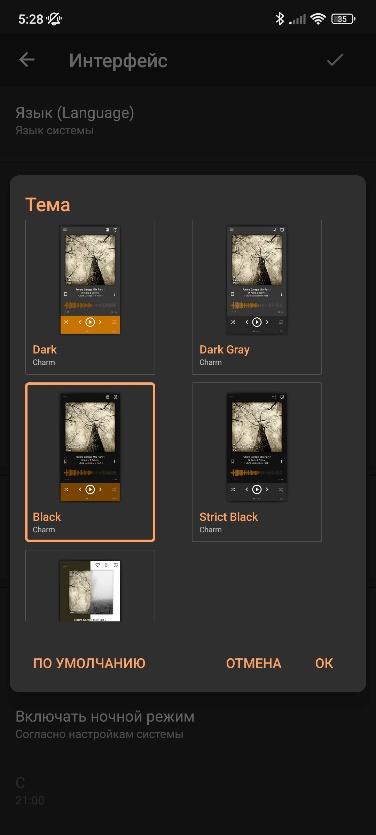 5:28
85
Интерфейс
Язык (Language)
Язык системы
Тема
Dark
Charm
Dark Gray
Charm
Black
Charm
Strict Black
Charm
ПО УМОЛЧАНИЮ
ОТМЕНА
ОК
Включать ночной режим
Согласно настройкам системы
С
21:00